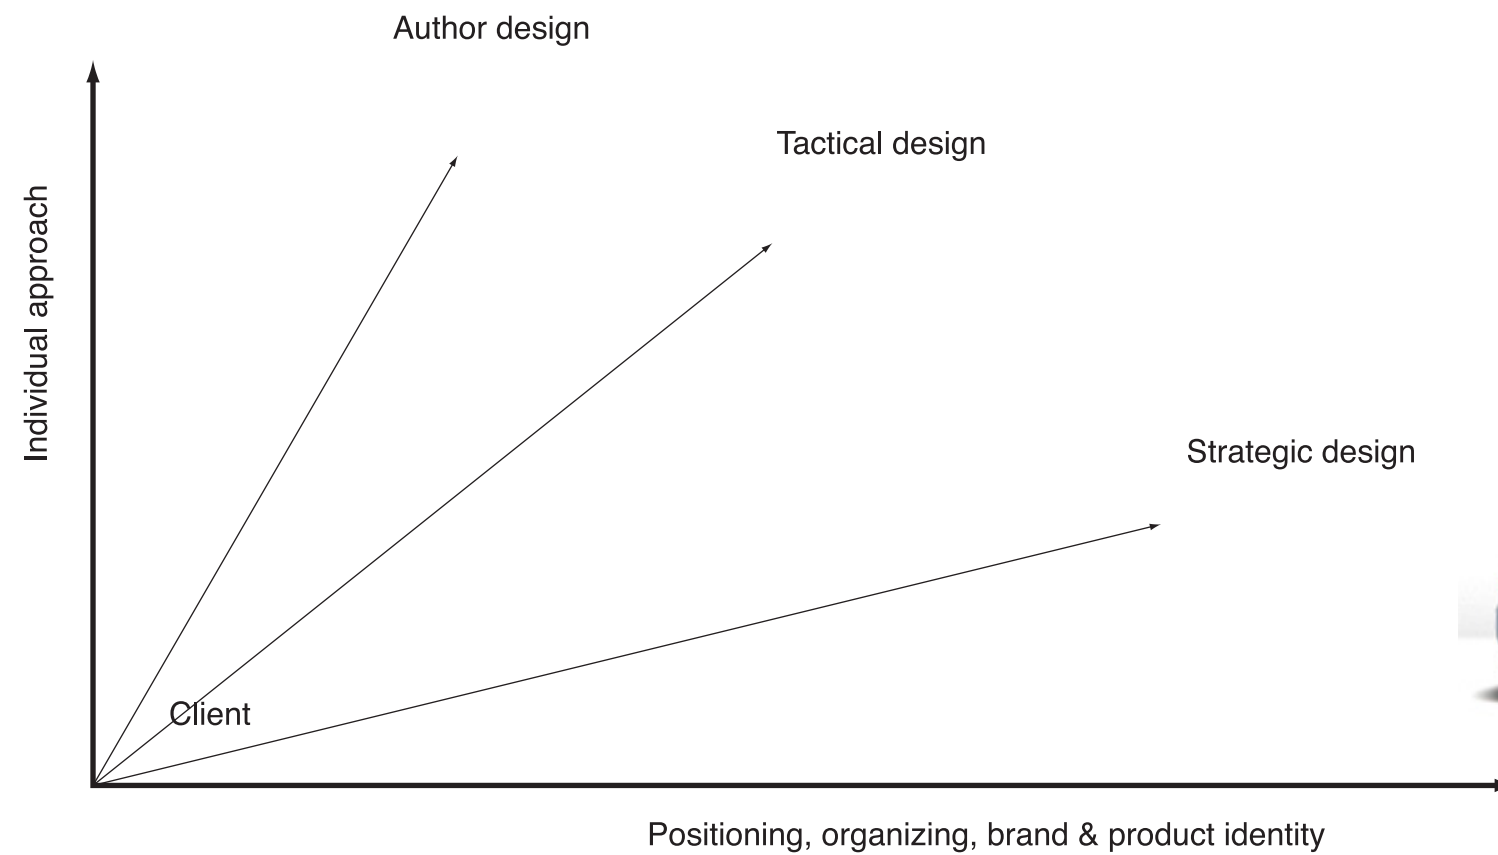 Author design
Tactical design
Individual approach
Strategic design
Client
Positioning, organizing, brand & product identity